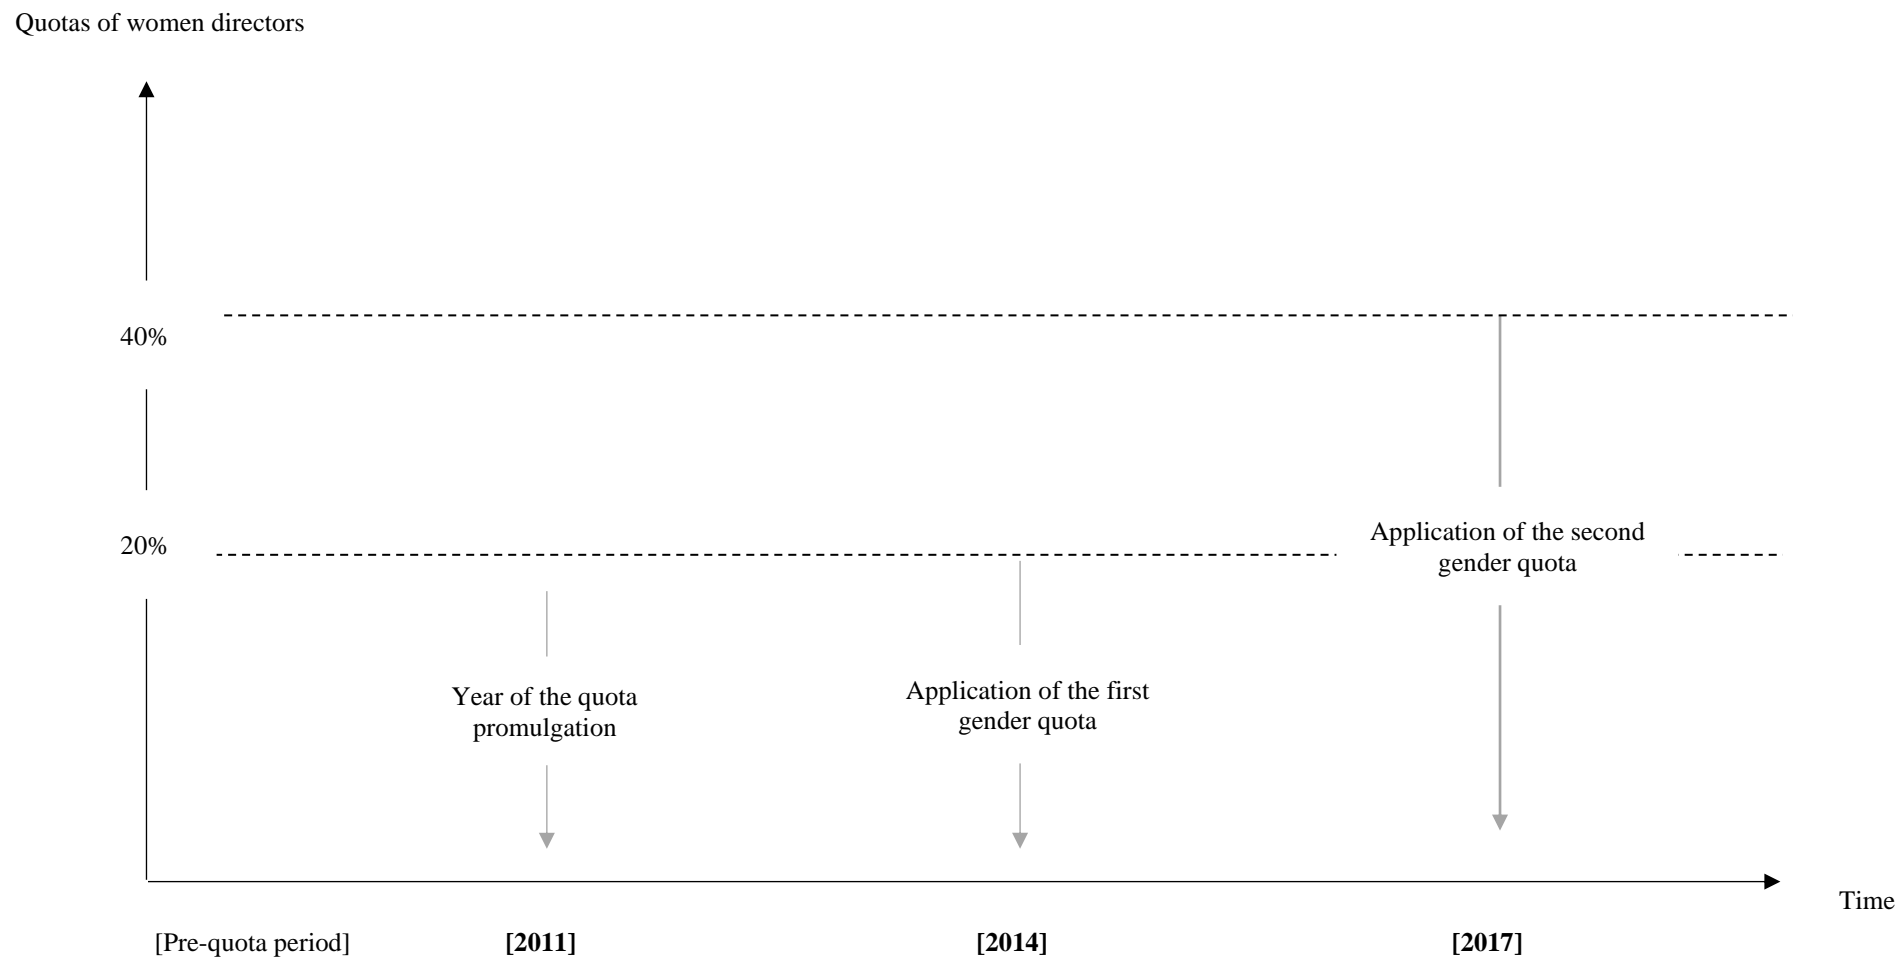 Quotas of women directors
40%
20%
Application of the second
gender quota
Year of the quota
promulgation
Application of the first
gender quota
Time
[Pre-quota period]
[2011]
[2014]
[2017]